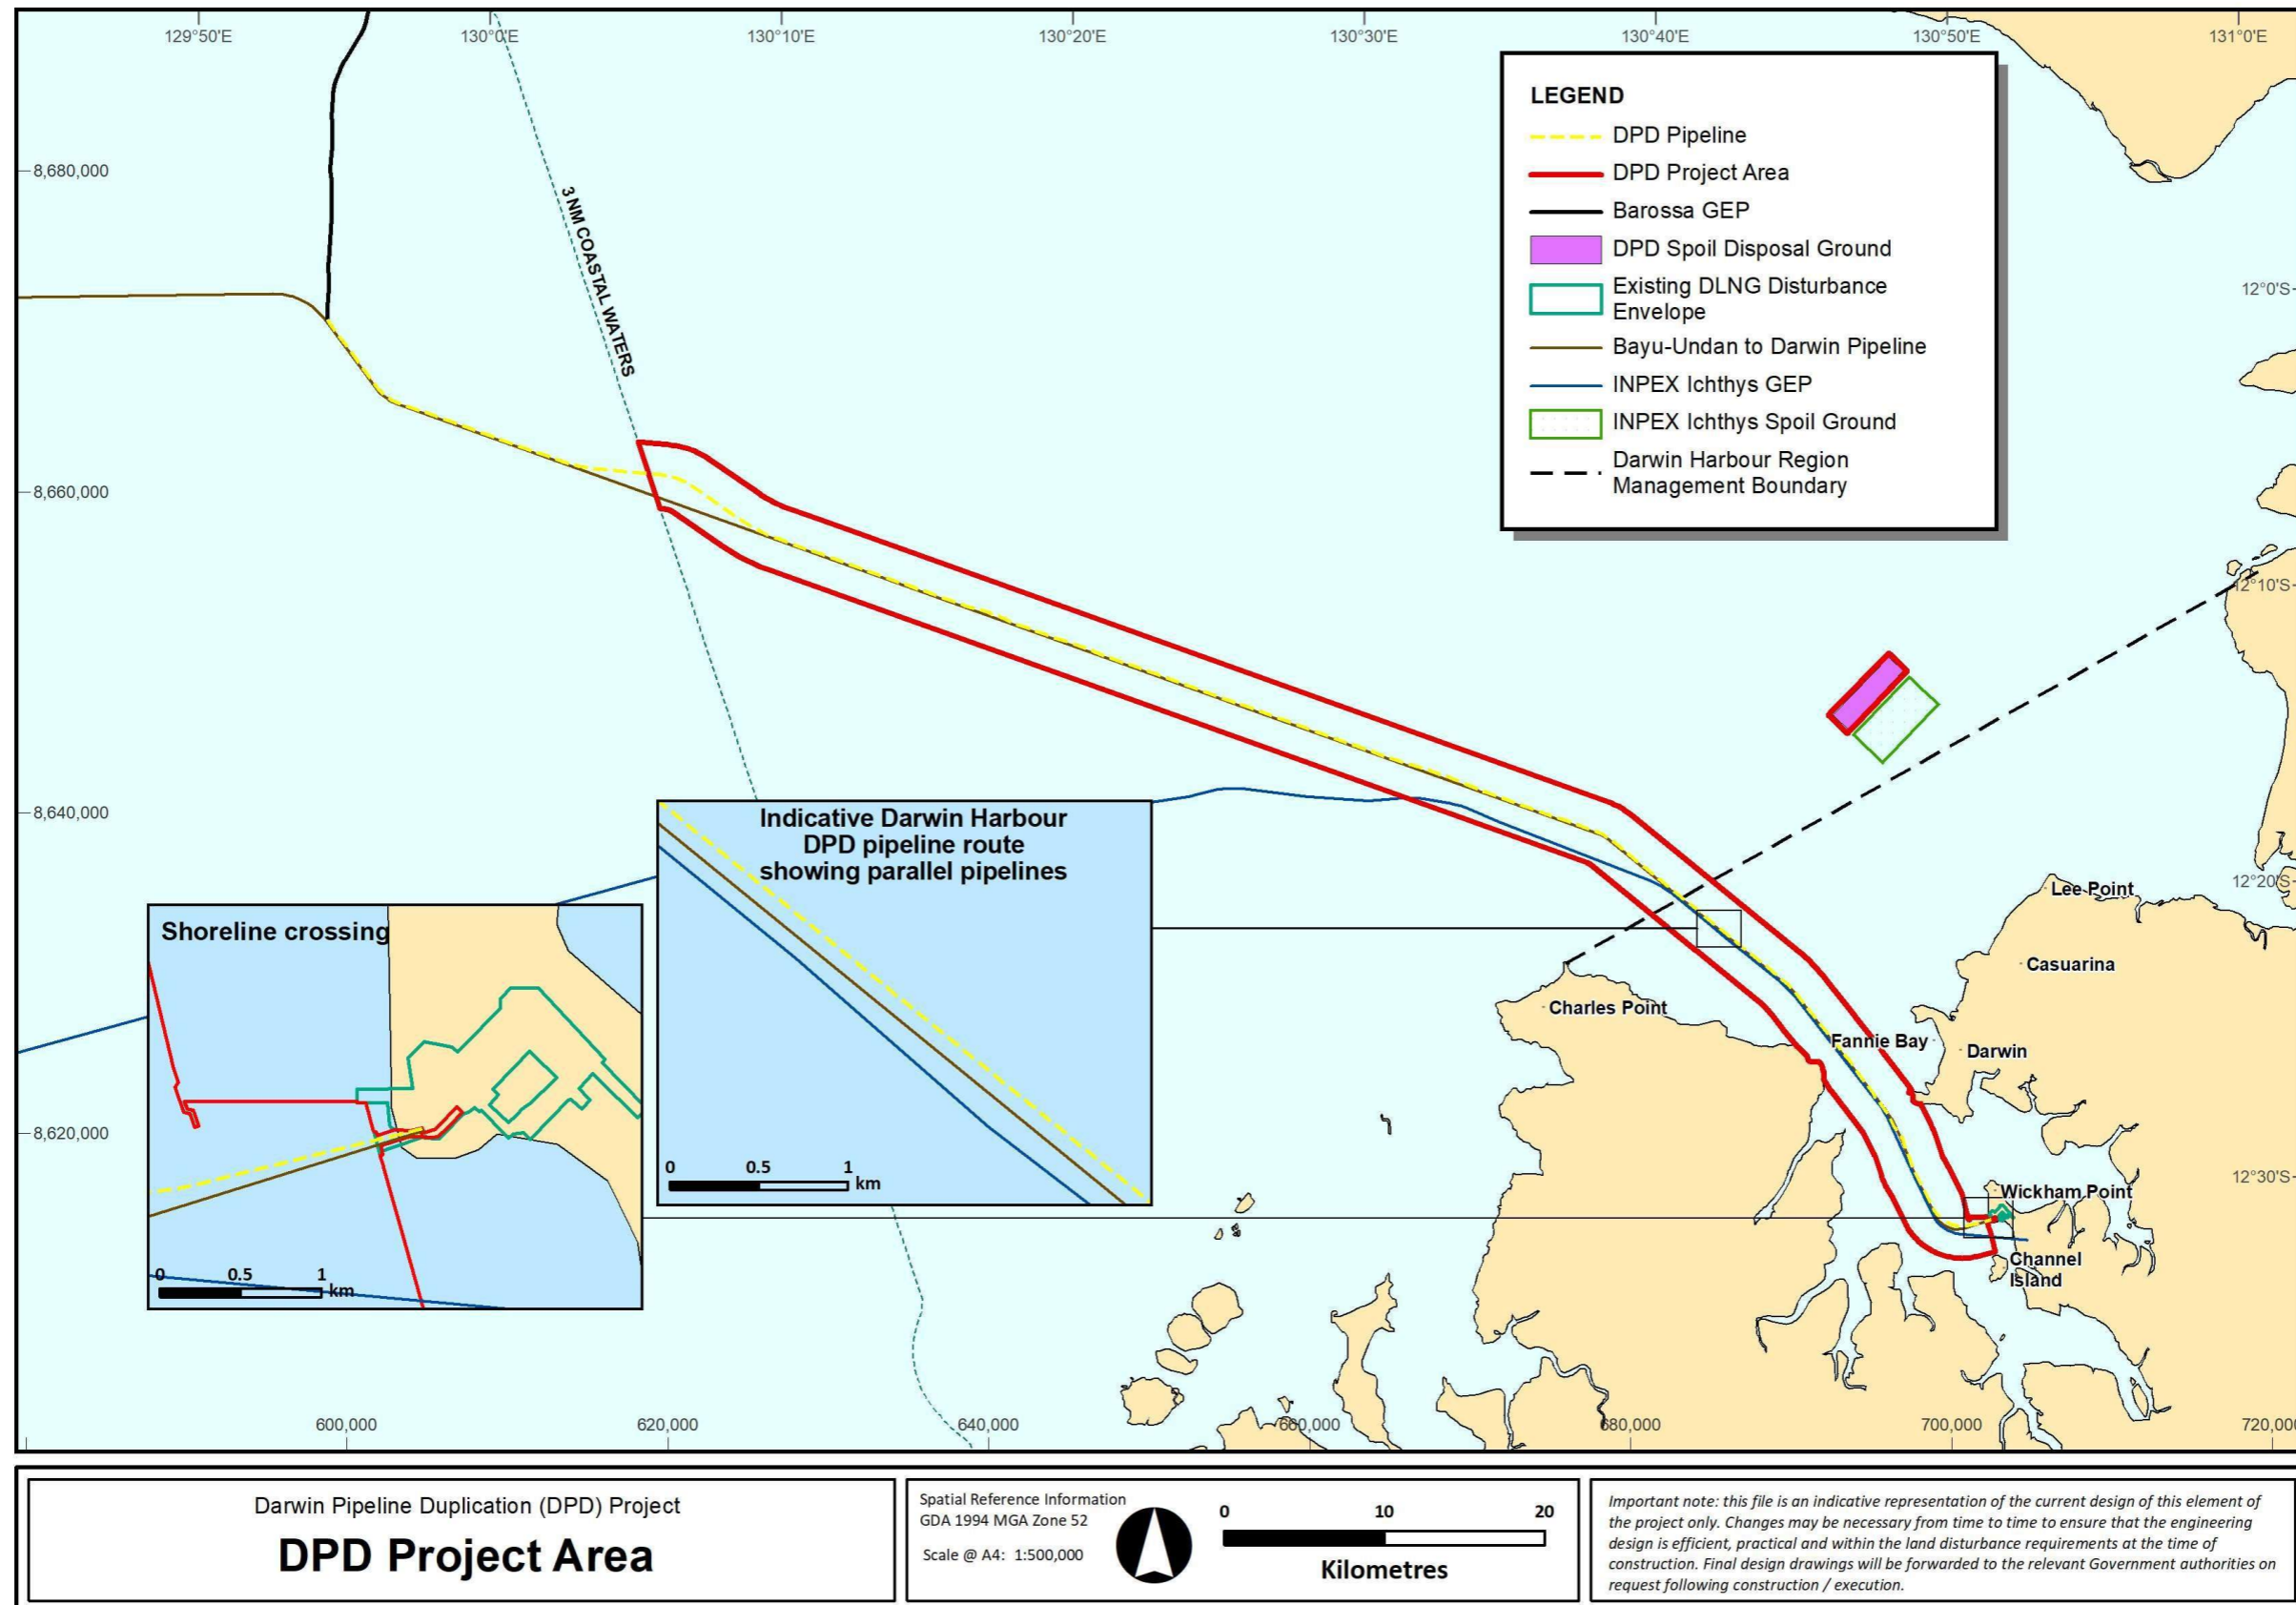 129°50'E
130°0'E
130°10'E
130°20'E
130°30'E
130°40'E
130°50'E
131°0'E
LEGEND
DPD Pipeline
DPD Project Area
Barossa GEP
DPD Spoil Disposal Ground
Existing DLNG Disturbance
Envelope
Bayu-Undan to Darwin Pipeline
INPEX Ichthys GEP
INPEX Ichthys Spoil Ground
Darwin Harbour Region
Management Boundary
8,680,000
8,660,000
8,640,000
8,620,000
3 NM COASTAL WATERS
12°0'S
12°10'S
12°20'S
12°30'S
Indicative Darwin Harbour
DPD pipeline route
showing parallel pipelines
0 0.5 1
km
Shoreline crossing
0 0.5 1
km
Lee Point
Casuarina
Charles Point
Fannie Bay
Darwin
Wickham Point
Channel
Island
600,000
620,000
640,000
660,000
680,000
700,000
Darwin Pipeline Duplication (DPD) Project
DPD Project Area
Spatial Reference Information
GDA 1994 MGA Zone 52
Scale @ A4: 1:500,000
0 10 20
Kilometres
Important note: this file is an indicative representation of the current design of this element of
the project only. Changes may be necessary from time to time to ensure that the engineering
design is efficient, practical and within the land disturbance requirements at the time of
construction. Final design drawings will be forwarded to the relevant Government authorities on
request following construction / execution.